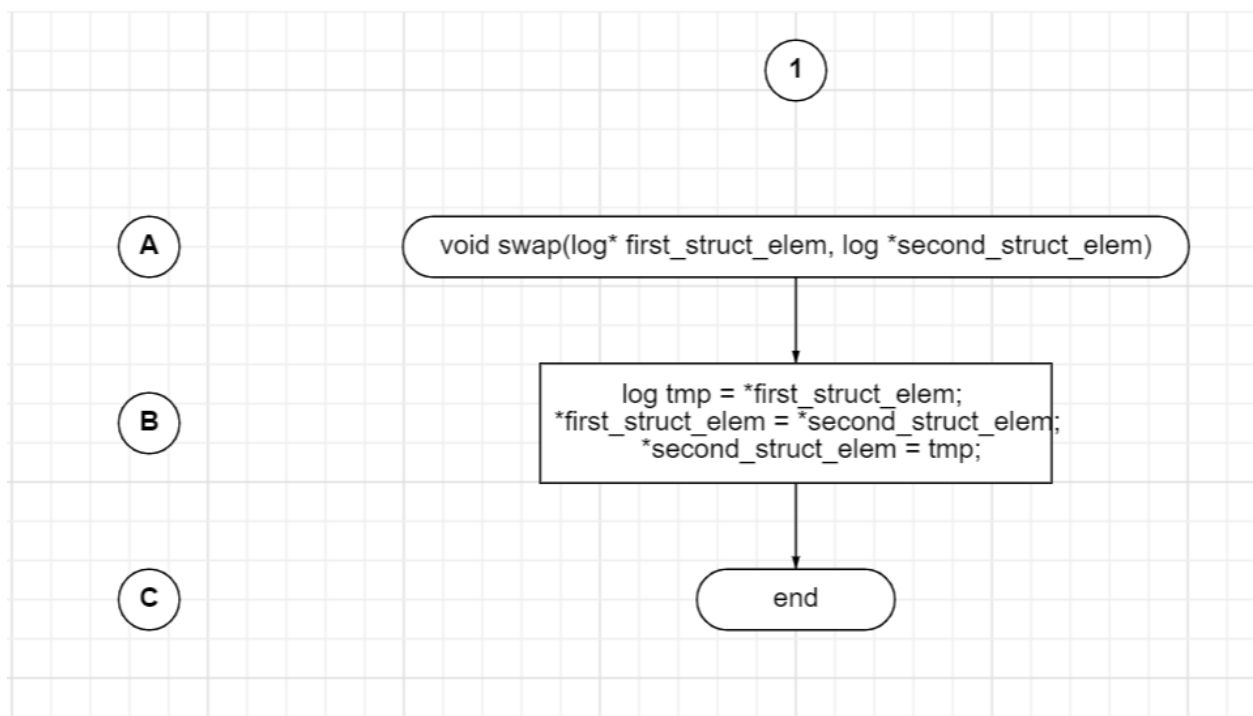 1
A
void swap(log* first_struct_elem, log *second_struct_elem)
B
log tmp = *first_struct_elem;
*first_struct_elem = *second_struct_elem;
*second_struct_elem = tmp;
C
end